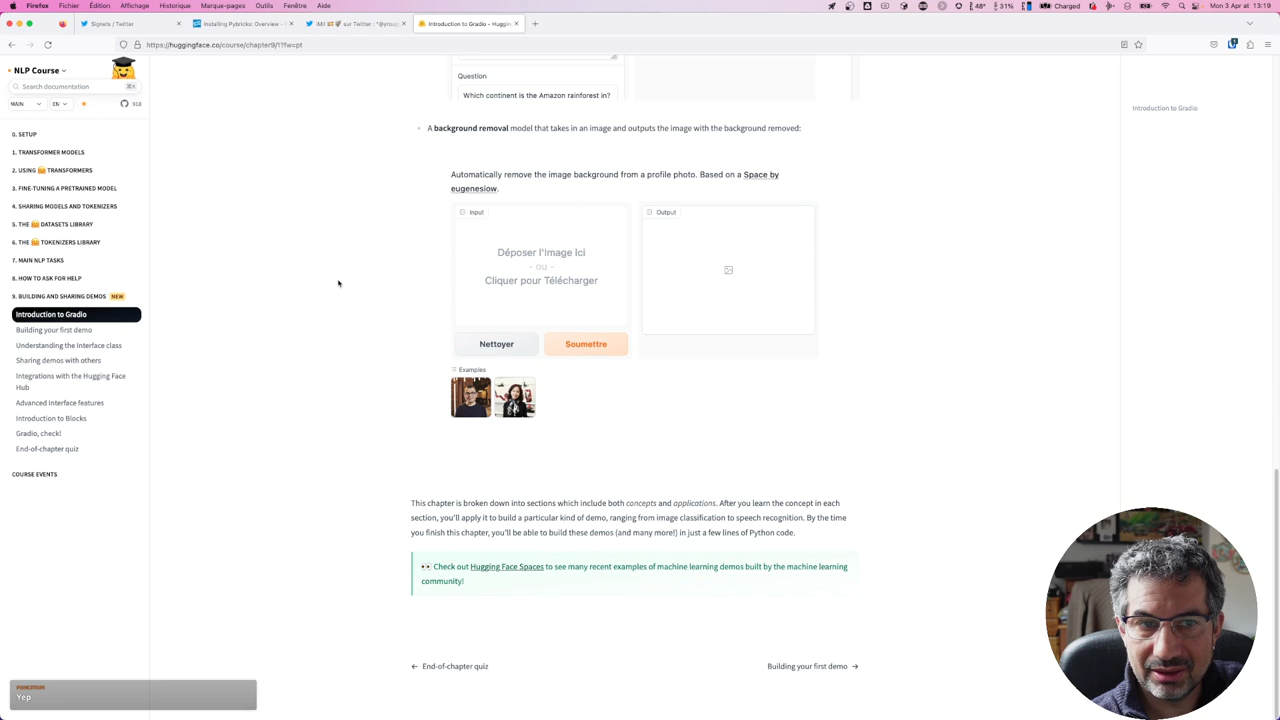 Firefox Fichier Édition Affichage Historique Marque-pages Outils Fenêtre Aide
Charged
Mar 3 avr. 13:19
Signets / Twitter
Installing Pybricks: Overview –
sur Twitter :
Introduction to Gradio - Huggin
https://huggingface.co/course/chapter9/1?fw=pt
NLP Course
Search documentation ⌘K
MAIN EN 918
0. SETUP
1. TRANSFORMER MODELS
2. USING 🤗 TRANSFORMERS
3. FINE-TUNING A PRETRAINED MODEL
4. SHARING MODELS AND TOKENIZERS
5. THE 🤗 DATASETS LIBRARY
6. THE 🤗 TOKENIZERS LIBRARY
7. MAIN NLP TASKS
8. HOW TO ASK FOR HELP
9. BUILDING AND SHARING DEMOS NEW
Introduction to Gradio
Building your first demo
Understanding the Interface class
Sharing demos with others
Integrations with the Hugging Face
Hub
Advanced Interface features
Introduction to Blocks
Gradio, check!
End-of-chapter quiz
COURSE EVENTS
Question
Which continent is the Amazon rainforest in?
A background removal model that takes in an image and outputs the image with the background removed:
Automatically remove the image background from a profile photo. Based on a Space by
eugenesiow.
Input
Déposer l'Image Ici
- ou -
Cliquer pour Télécharger
Output
Nettoyer
Soumettre
Examples
This chapter is broken down into sections which include both concepts and applications. After you learn the concept in each
section, you'll apply it to build a particular kind of demo, ranging from image classification to speech recognition. By the time
you finish this chapter, you'll be able to build these demos (and many more!) in just a few lines of Python code.
👀 Check out Hugging Face Spaces to see many recent examples of machine learning demos built by the machine learning
community!
← End-of-chapter quiz
Building your first demo →
Introduction to Gradio
Yep